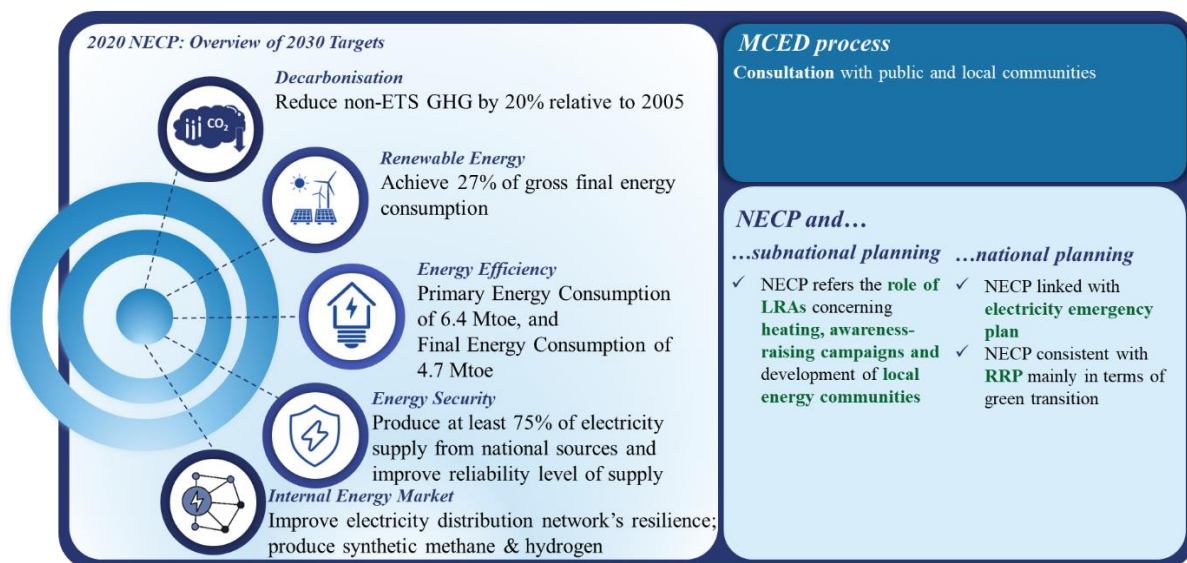 2020 NECP: Overview of 2030 Targets
Decarbonisation
Reduce non-ETS GHG by 20% relative to 2005
CO2
Renewable Energy
Achieve 27% of gross final energy
consumption
Energy Efficiency
Primary Energy Consumption
of 6.4 Mtoe, and
Final Energy Consumption of
4.7 Mtoe
Energy Security
Produce at least 75% of electricity
supply from national sources and
improve reliability level of supply
Internal Energy Market
Improve electricity distribution network's resilience;
produce synthetic methane & hydrogen
MCED process
Consultation with public and local communities
NECP and…
…subnational planning
✓ NECP refers the role of
LRAs concerning
heating, awareness-
raising campaigns and
development of local
energy communities
…national planning
✓ NECP linked with
electricity emergency
plan
✓ NECP consistent with
RRP mainly in terms of
green transition